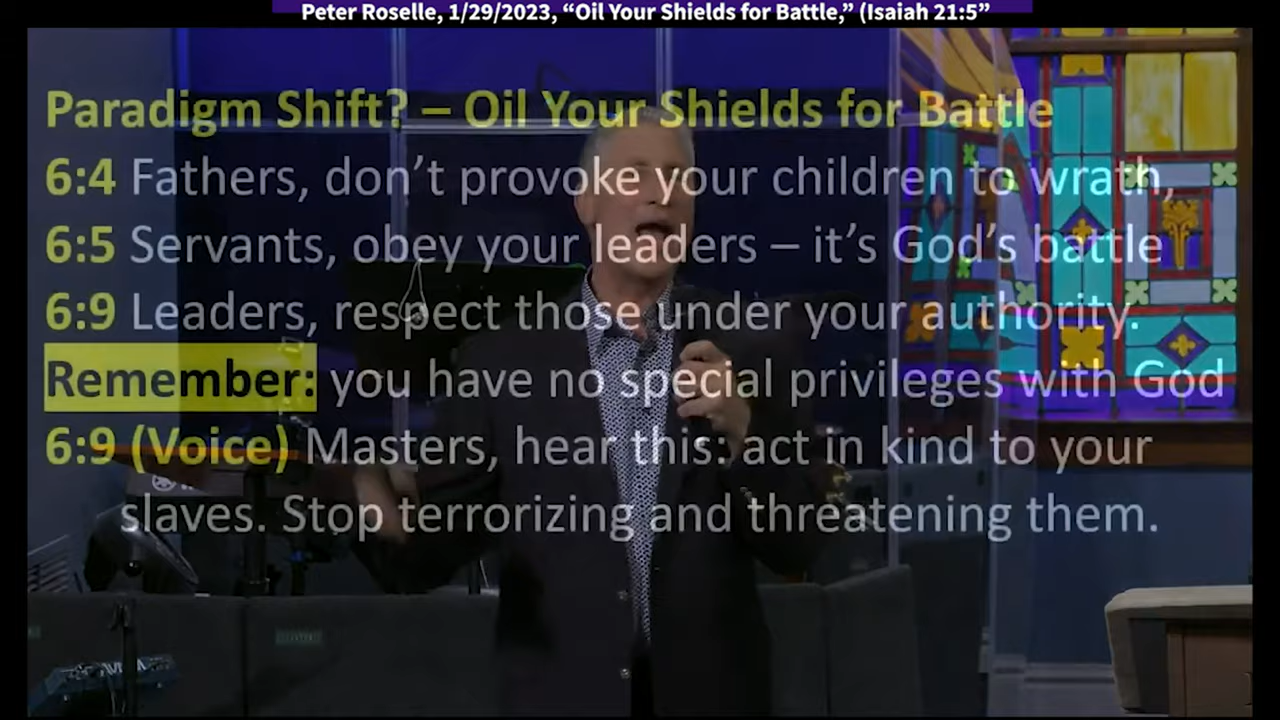 Peter Roselle, 1/29/2023, “Oil Your Shields for Battle,” (Isaiah 21:5”
Paradigm Shift? – Oil Your Shields for Battle
6:4 Fathers, don’t provoke your children to wrath,
6:5 Servants, obey your leaders – it’s God’s battle
6:9 Leaders, respect those under your authority.
Remember: you have no special privileges with God
6:9 (Voice) Masters, hear this: act in kind to your
slaves. Stop terrorizing and threatening them.